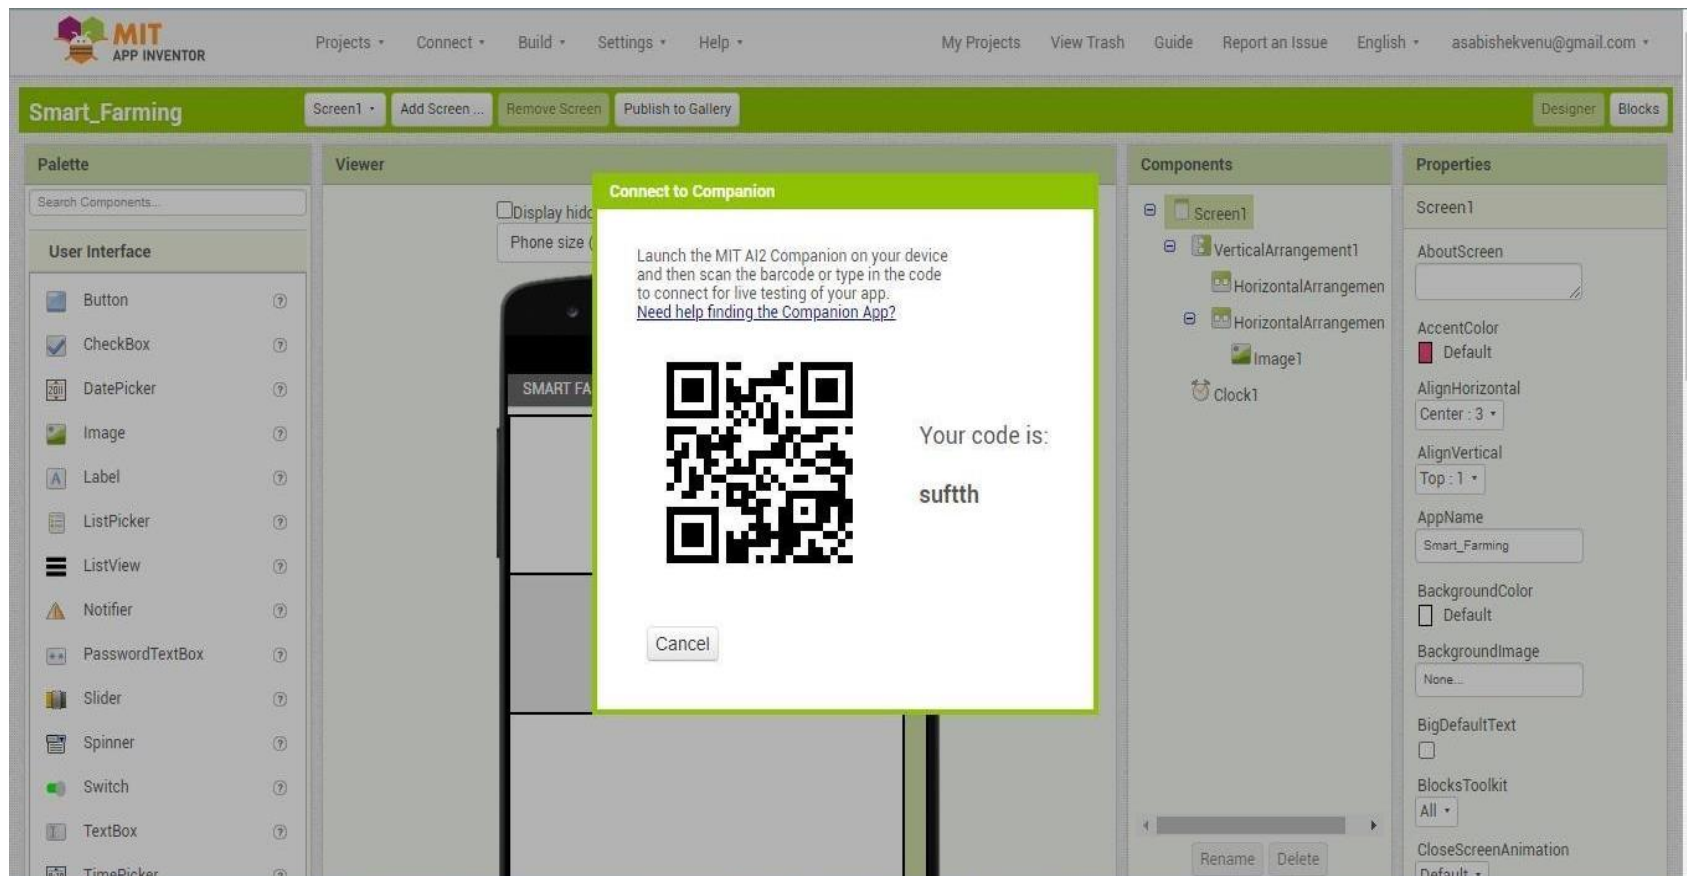 MIT
APP INVENTOR
Projects
Connect
Build
Settings
Help
My Projects
View Trash
Guide
Report an Issue
English
asabishekvenu@gmail.com
Smart_Farming
Screen1
Add Screen ...
Remove Screen
Publish to Gallery
Designer
Blocks
Palette
Search Components...
User Interface
Button
CheckBox
2011
DatePicker
Image
A
Label
ListPicker
ListView
Notifier
PasswordTextBox
Slider
Spinner
Switch
TextBox
TimePicker
Viewer
Display hidd
Phone size (
SMART FA
Connect to Companion
Launch the MIT AI2 Companion on your device
and then scan the barcode or type in the code
to connect for live testing of your app.
Need help finding the Companion App?
Your code is:
suftth
Cancel
Components
Screen1
VerticalArrangement1
HorizontalArrangemen
HorizontalArrangemen
Image1
Clock1
Rename
Delete
Properties
Screen1
AboutScreen
AccentColor
Default
AlignHorizontal
Center : 3
AlignVertical
Top : 1
AppName
Smart_Farming
BackgroundColor
Default
BackgroundImage
None...
BigDefaultText
BlocksToolkit
All
CloseScreenAnimation
Default